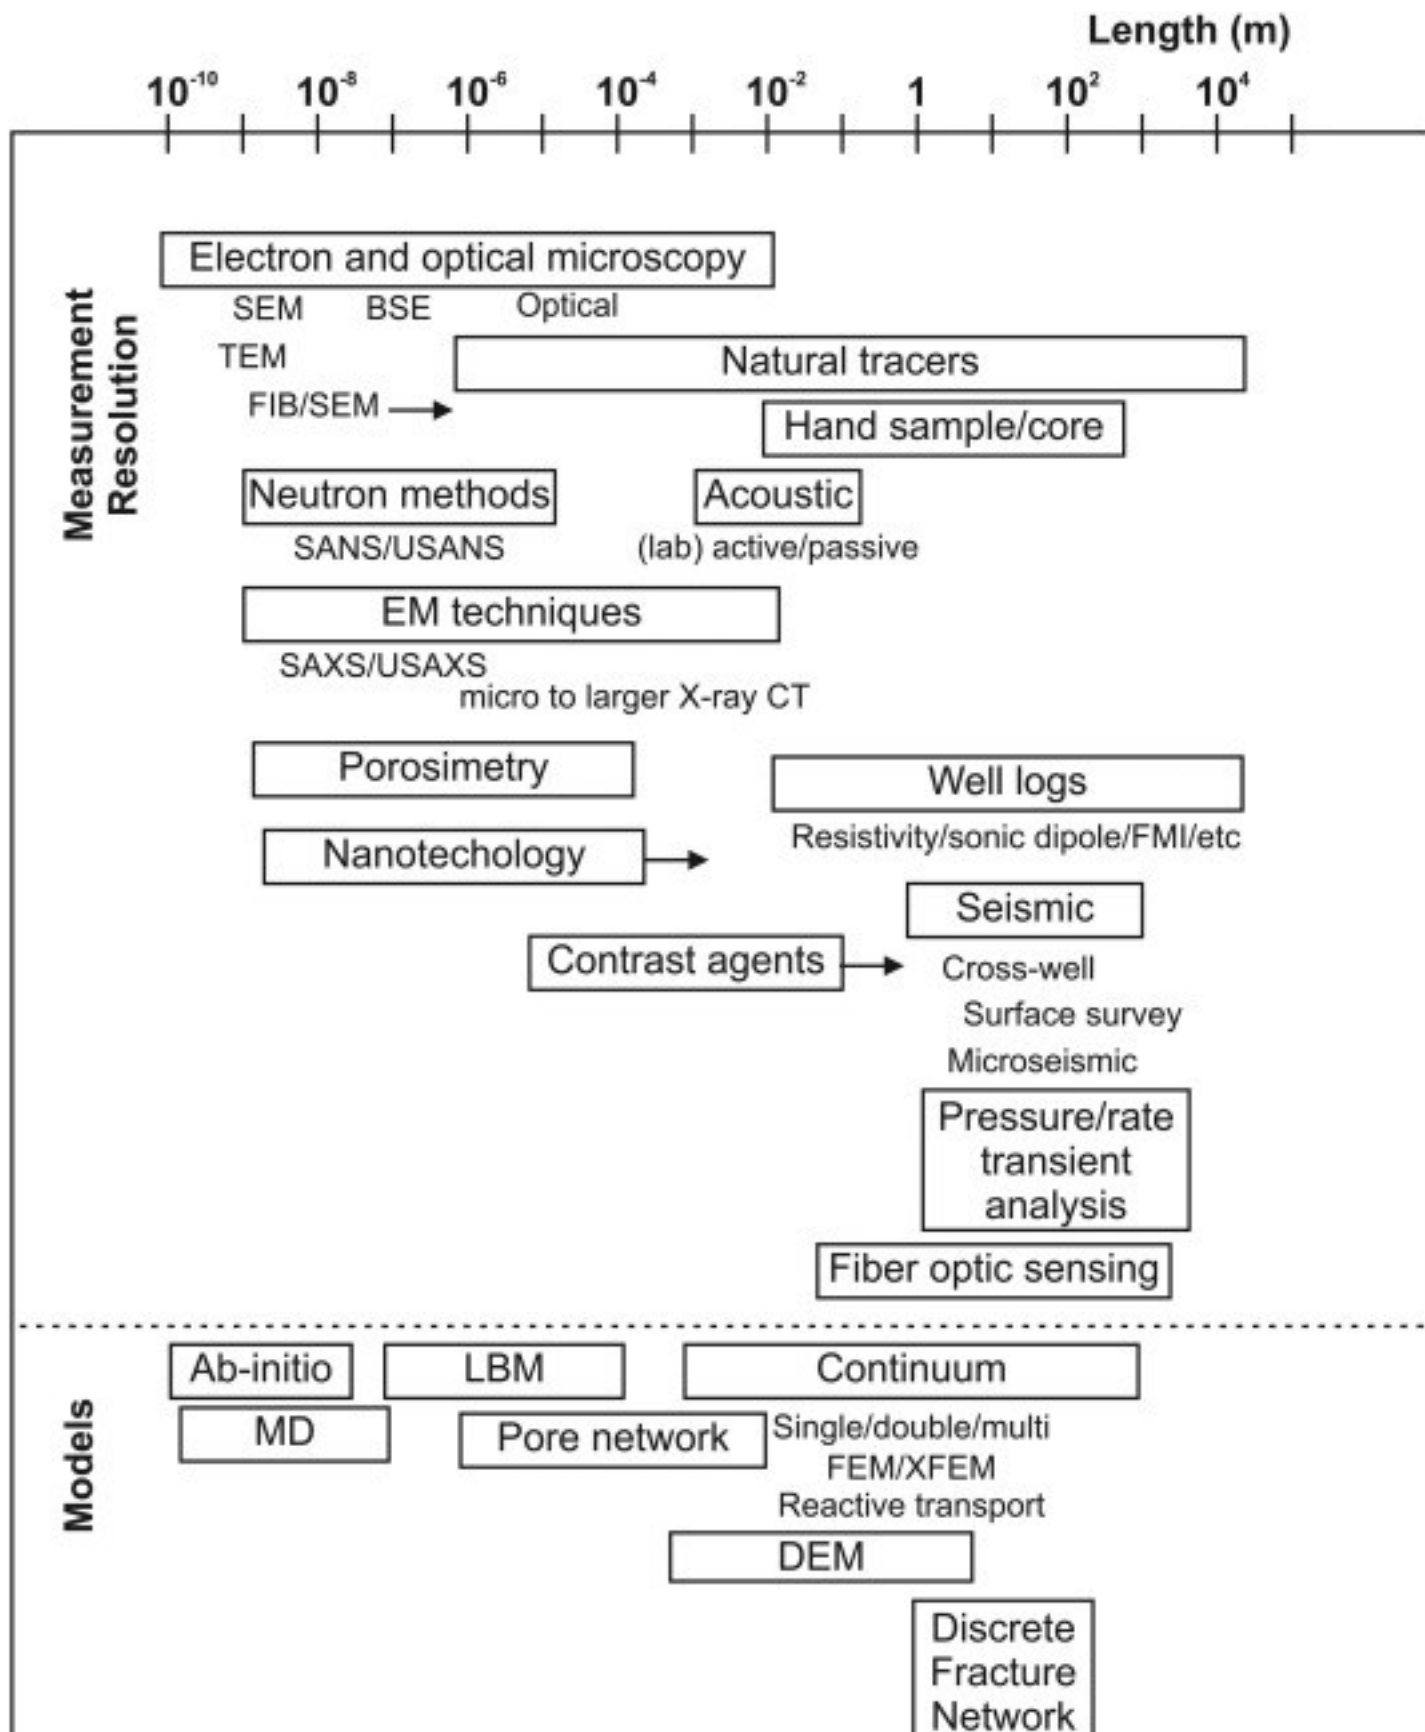 Length (m)
10⁻¹⁰ 10⁻⁸ 10⁻⁶ 10⁻⁴ 10⁻² 1 10² 10⁴
Measurement
Resolution
Electron and optical microscopy
SEM BSE Optical
TEM
Natural tracers
FIB/SEM
Hand sample/core
Neutron methods
Acoustic
SANS/USANS
(lab) active/passive
EM techniques
SAXS/USAXS
micro to larger X-ray CT
Porosimetry
Well logs
Resistivity/sonic dipole/FMI/etc
Nanotechology
Seismic
Contrast agents
Cross-well
Surface survey
Microseismic
Pressure/rate
transient
analysis
Fiber optic sensing
Models
Ab-initio
LBM
Continuum
MD
Pore network
Single/double/multi
FEM/XFEM
Reactive transport
DEM
Discrete
Fracture
Network